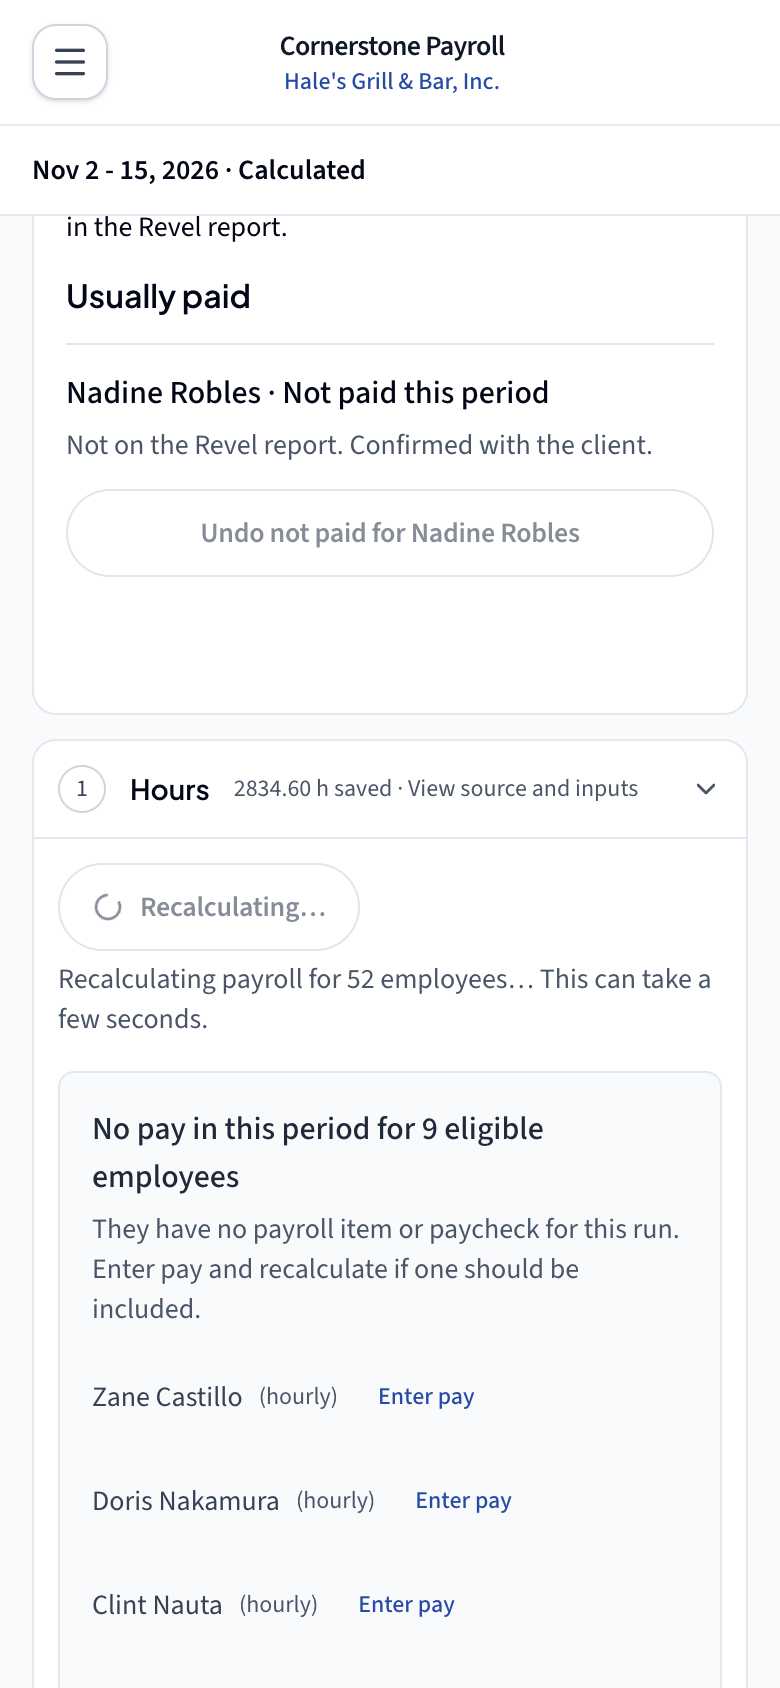 Cornerstone Payroll
Hale's Grill & Bar, Inc.
Nov 2 - 15, 2026 · Calculated
in the Revel report.
Usually paid
Nadine Robles · Not paid this period
Not on the Revel report. Confirmed with the client.
Undo not paid for Nadine Robles
1 Hours 2834.60 h saved · View source and inputs
Recalculating…
Recalculating payroll for 52 employees… This can take a
few seconds.
No pay in this period for 9 eligible
employees
They have no payroll item or paycheck for this run.
Enter pay and recalculate if one should be
included.
Zane Castillo (hourly) Enter pay
Doris Nakamura (hourly) Enter pay
Clint Nauta (hourly) Enter pay